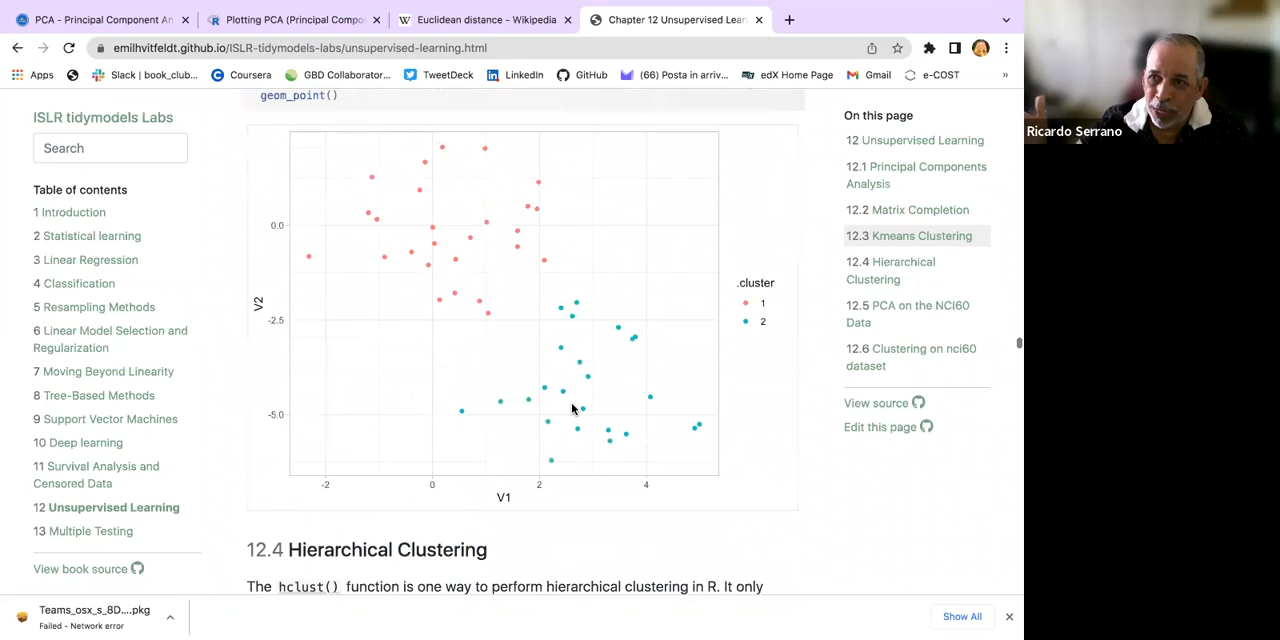 PCA - Principal Component An
Plotting PCA (Principal Compo
Euclidean distance - Wikipedia
Chapter 12 Unsupervised Lear
emilhvitfeldt.github.io/ISLR-tidymodels-labs/unsupervised-learning.html
Apps
Slack | book_club...
Coursera
GBD Collaborator...
TweetDeck
LinkedIn
GitHub
(66) Posta in arriv...
edX Home Page
Gmail
e-COST
»
ISLR tidymodels Labs
Search
Table of contents
1 Introduction
2 Statistical learning
3 Linear Regression
4 Classification
5 Resampling Methods
6 Linear Model Selection and
Regularization
7 Moving Beyond Linearity
8 Tree-Based Methods
9 Support Vector Machines
10 Deep learning
11 Survival Analysis and
Censored Data
12 Unsupervised Learning
13 Multiple Testing
View book source
geom_point()
0.0
-2.5
-5.0
V2
-2
0
2
4
V1
.cluster
1
2
12.4 Hierarchical Clustering
The hclust() function is one way to perform hierarchical clustering in R. It only
On this page
12 Unsupervised Learning
12.1 Principal Components
Analysis
12.2 Matrix Completion
12.3 Kmeans Clustering
12.4 Hierarchical
Clustering
12.5 PCA on the NCI60
Data
12.6 Clustering on nci60
dataset
View source
Edit this page
Teams_osx_s_8D....pkg
Failed - Network error
Show All
Ricardo Serrano